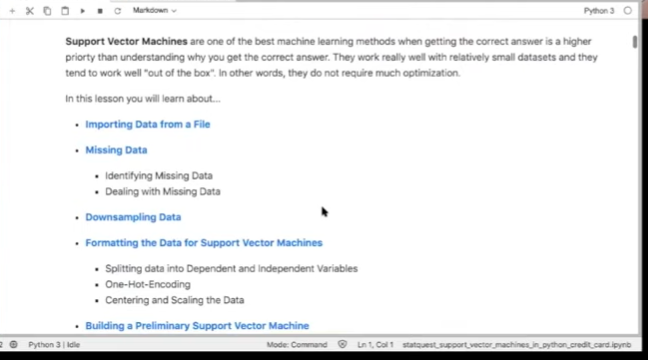 Markdown
Python 3
Support Vector Machines are one of the best machine learning methods when getting the correct answer is a higher
priorty than understanding why you get the correct answer. They work really well with relatively small datasets and they
tend to work well "out of the box". In other words, they do not require much optimization.
In this lesson you will learn about...
Importing Data from a File
Missing Data
Identifying Missing Data
Dealing with Missing Data
Downsampling Data
Formatting the Data for Support Vector Machines
Splitting data into Dependent and Independent Variables
One-Hot-Encoding
Centering and Scaling the Data
Building a Preliminary Support Vector Machine
2 Python 3 | Idle Mode: Command Ln 1, Col 1 statquest_support_vector_machines_in_python_credit_card.ipynb